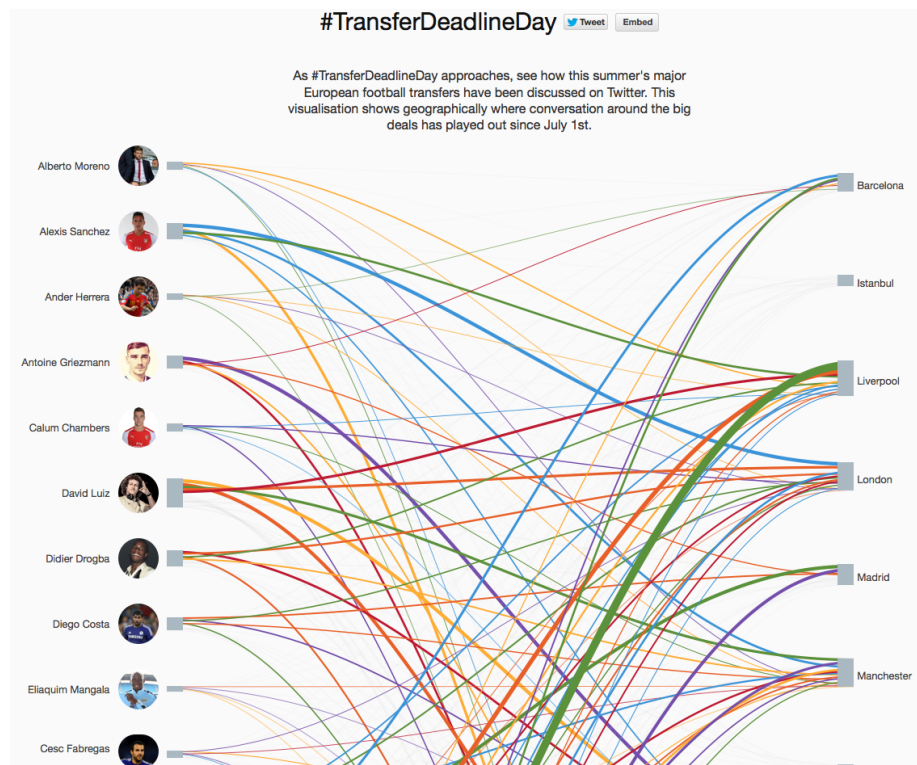 #TransferDeadlineDay Tweet Embed
As #TransferDeadlineDay approaches, see how this summer's major
European football transfers have been discussed on Twitter. This
visualisation shows geographically where conversation around the big
deals has played out since July 1st.
Alberto Moreno
Alexis Sanchez
Ander Herrera
Antoine Griezmann
Calum Chambers
David Luiz
Didier Drogba
Diego Costa
Eliaquim Mangala
Cesc Fabregas
Barcelona
Istanbul
Liverpool
London
Madrid
Manchester